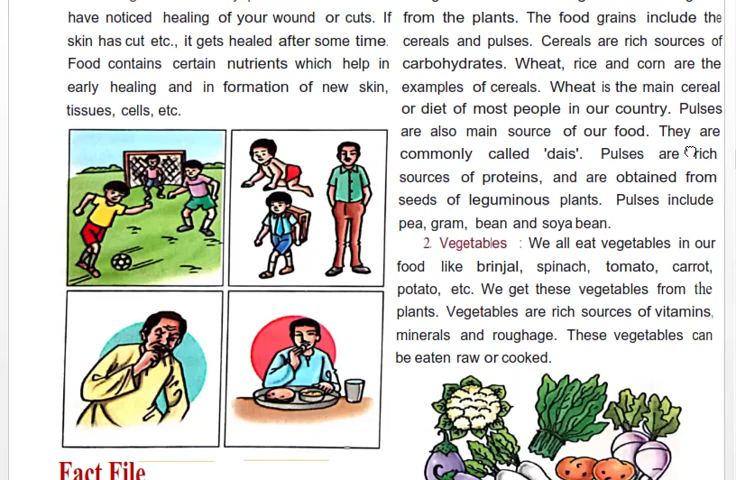 have noticed healing of your wound or cuts. If
skin has cut etc., it gets healed after some time.
Food contains certain nutrients which help in
early healing and in formation of new skin,
tissues, cells, etc.
Fact File
from the plants. The food grains include the
cereals and pulses. Cereals are rich sources of
carbohydrates. Wheat, rice and corn are the
examples of cereals. Wheat is the main cereal
or diet of most people in our country. Pulses
are also main source of our food. They are
commonly called 'dais'. Pulses are rich
sources of proteins, and are obtained from
seeds of leguminous plants. Pulses include
pea, gram, bean and soya bean.
2. Vegetables : We all eat vegetables in our
food like brinjal, spinach, tomato, carrot,
potato, etc. We get these vegetables from the
plants. Vegetables are rich sources of vitamins,
minerals and roughage. These vegetables can
be eaten raw or cooked.